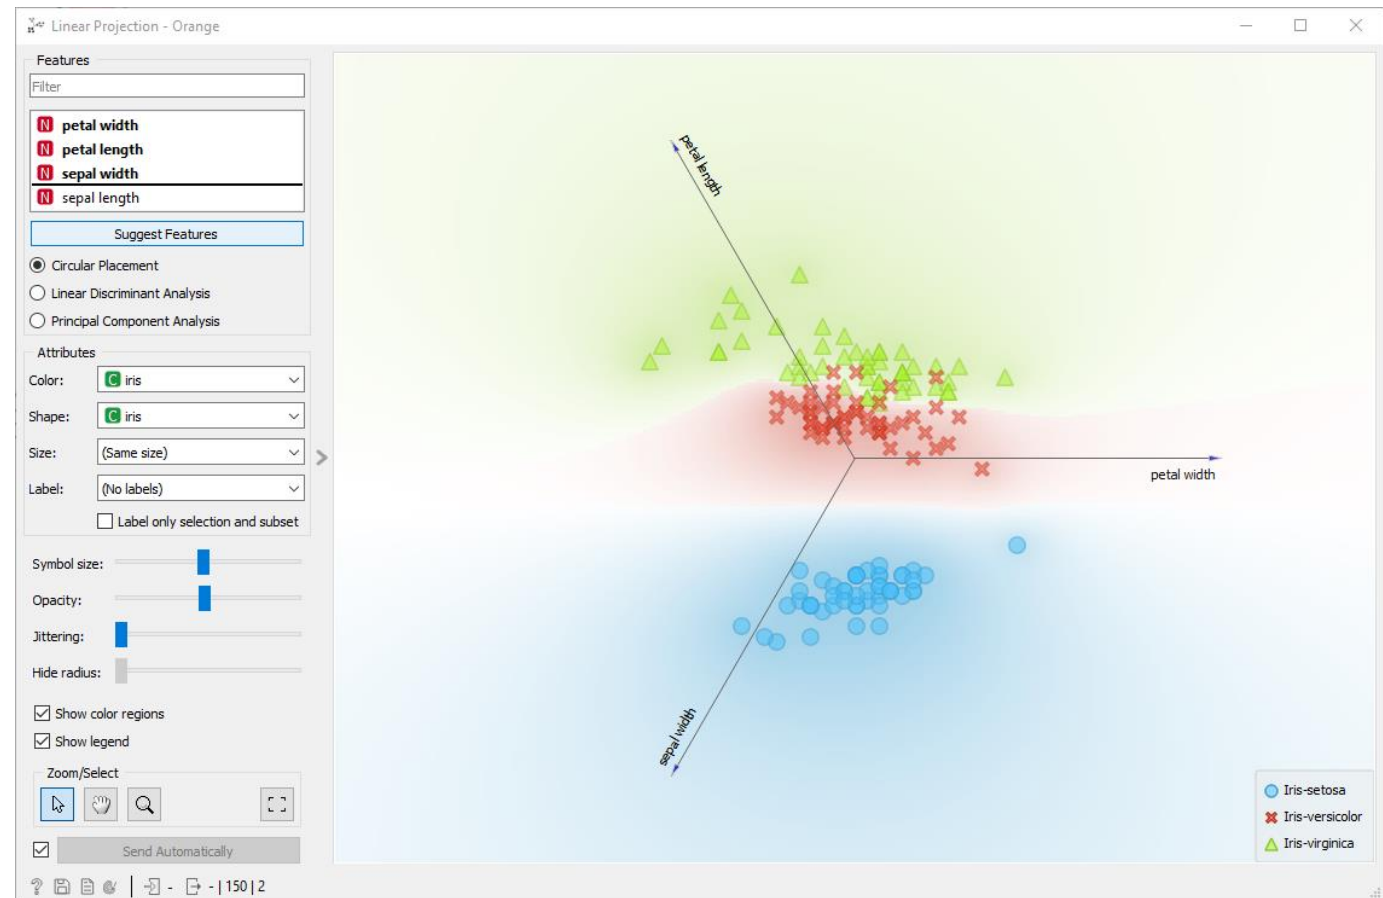 Linear Projection - Orange
Features
Filter
N petal width
N petal length
N sepal width
N sepal length
Suggest Features
Circular Placement
Linear Discriminant Analysis
Principal Component Analysis
Attributes
Color: C iris
Shape: C iris
Size: (Same size)
Label: (No labels)
Label only selection and subset
Symbol size:
Opacity:
Jittering:
Hide radius:
Show color regions
Show legend
Zoom/Select
Send Automatically
? - - | 150 | 2
petal length
petal width
sepal width
Iris-setosa
Iris-versicolor
Iris-virginica